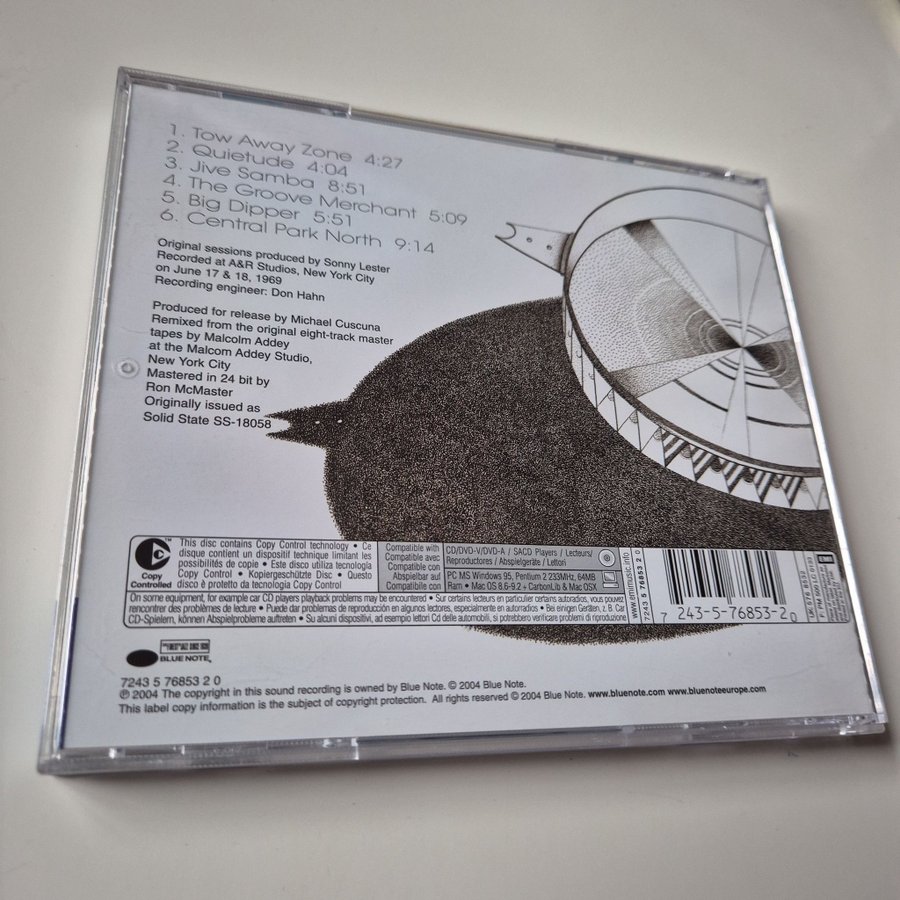 1. Tow Away Zone 4:27
2. Quietude 4:04
3. Jive Samba 8:51
4. The Groove Merchant 5:09
5. Big Dipper 5:51
6. Central Park North 9:14
Original sessions produced by Sonny Lester
Recorded at A&R Studios, New York City
on June 17 & 18, 1969
Recording engineer: Don Hahn
Produced for release by Michael Cuscuna
Remixed from the original eight-track master
tapes by Malcolm Addey
at the Malcom Addey Studio,
New York City
Mastered in 24 bit by
Ron McMaster
Originally issued as
Solid State SS-18058
Copy
Controlled
This disc contains Copy Control technology • Ce
disque contient un dispositif technique limitant les
possibilités de copie • Este disco utiliza tecnología
Copy Control • Kopiergeschützte Disc • Questo
disco è protetto da tecnologia Copy Control
Compatible with
Compatible avec
Compatible con
Abspielbar auf
Compatibile con
CD/DVD-V/DVD-A / SACD Players / Lecteurs/
Reproductores / Abspielgeräte / Lettori
PC MS Windows 95, Pentium 2 233MHz, 64MB
Ram • Mac OS 8.6-9.2 + CarbonLib & Mac OSX
On some equipment, for example car CD players playback problems may be encountered • Sur certains lecteurs en particulier certains autoradios, vous pouvez
rencontrer des problèmes de lecture • Puede dar problemas de reproducción en algunos lectores, especialmente en autoradios • Bei einigen Geräten, z. B. Car
CD-Spielern, können Abspielprobleme auftreten • Su alcuni dispositivi, ad esempio lettori Cd delle automobili, si potrebbero verificare problemi di riproduzione
www.emimusic.info
7243 5 76853 2 0
7 243-5-76853-2 0
BLUE NOTE
7243 5 76853 2 0
℗ 2004 The copyright in this sound recording is owned by Blue Note. © 2004 Blue Note.
This label copy information is the subject of copyright protection. All rights reserved © 2004 Blue Note. www.bluenote.com www.bluenoteeurope.com